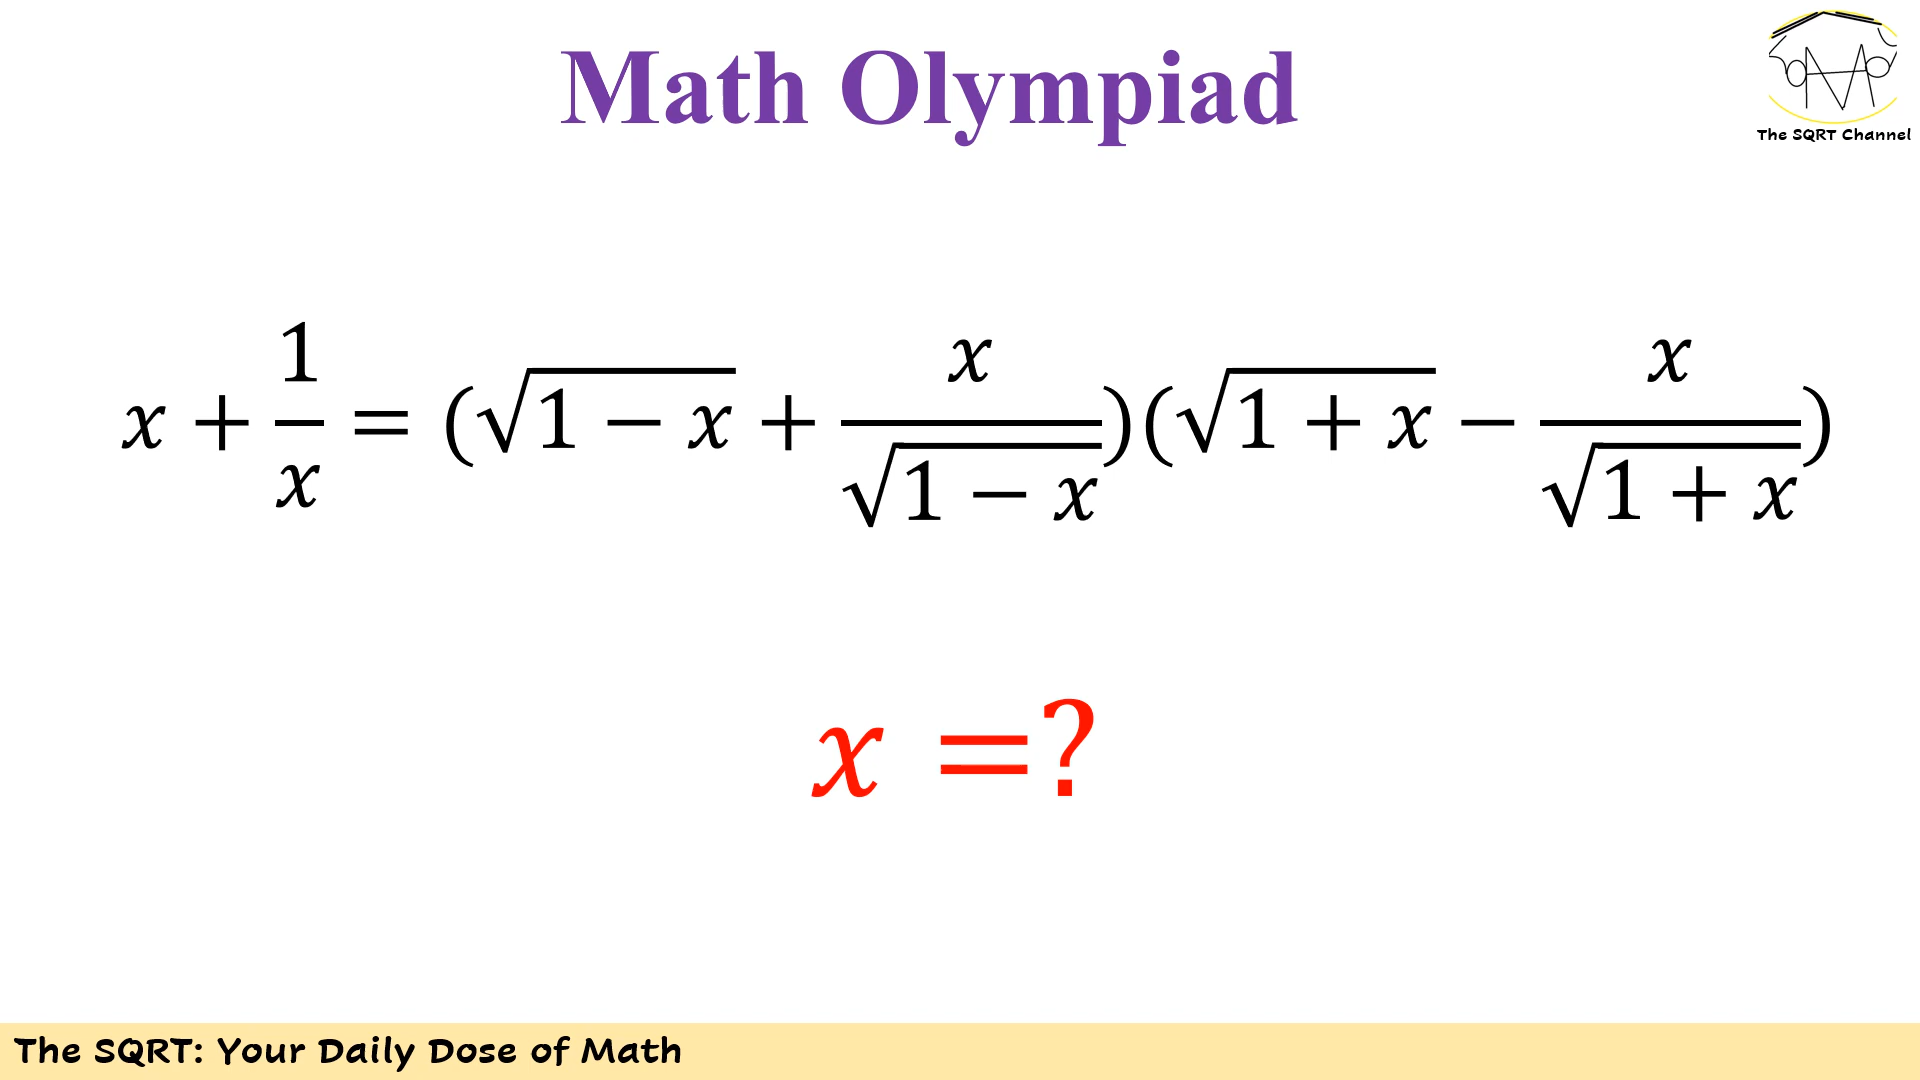 Math Olympiad
The SQRT Channel
x + 1/x = (√(1 − x) + x/√(1 − x))(√(1 + x) − x/√(1 + x))
x =?
The SQRT: Your Daily Dose of Math